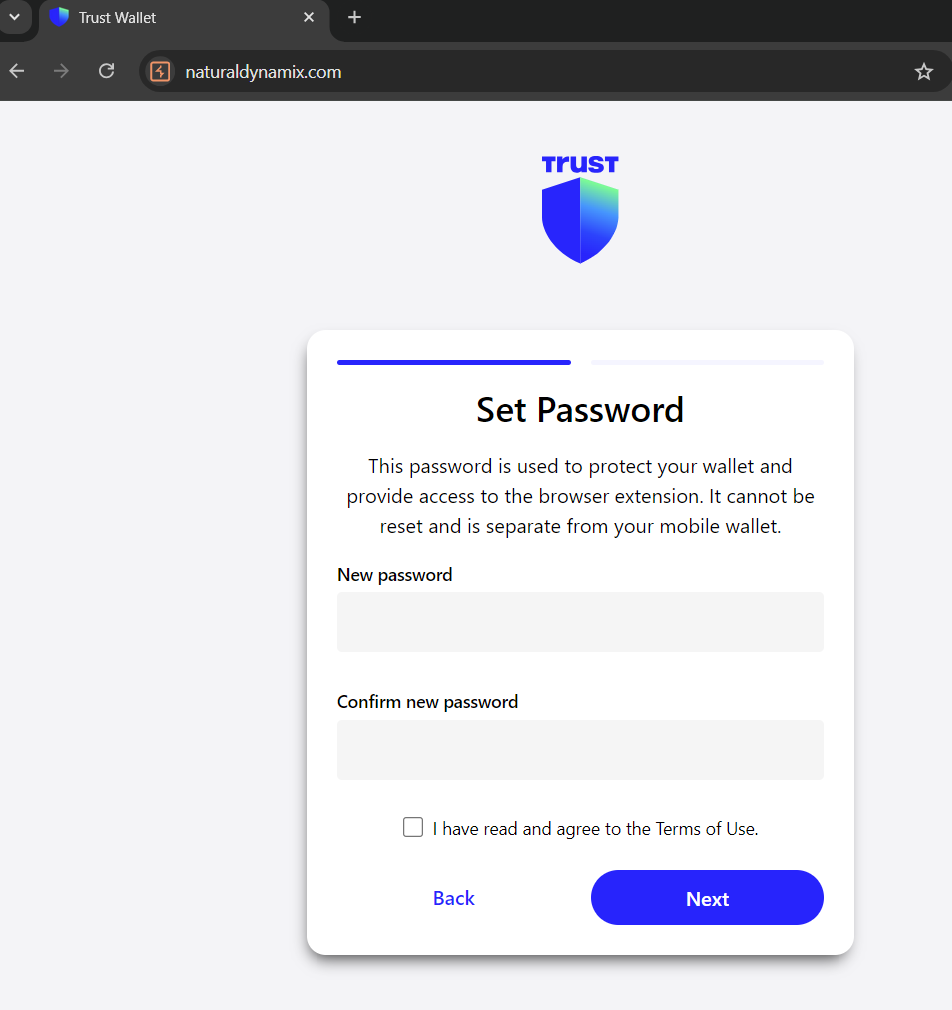 Trust Wallet
naturaldynamix.com
TRUST
Set Password
This password is used to protect your wallet and
provide access to the browser extension. It cannot be
reset and is separate from your mobile wallet.
New password
Confirm new password
I have read and agree to the Terms of Use.
Back
Next